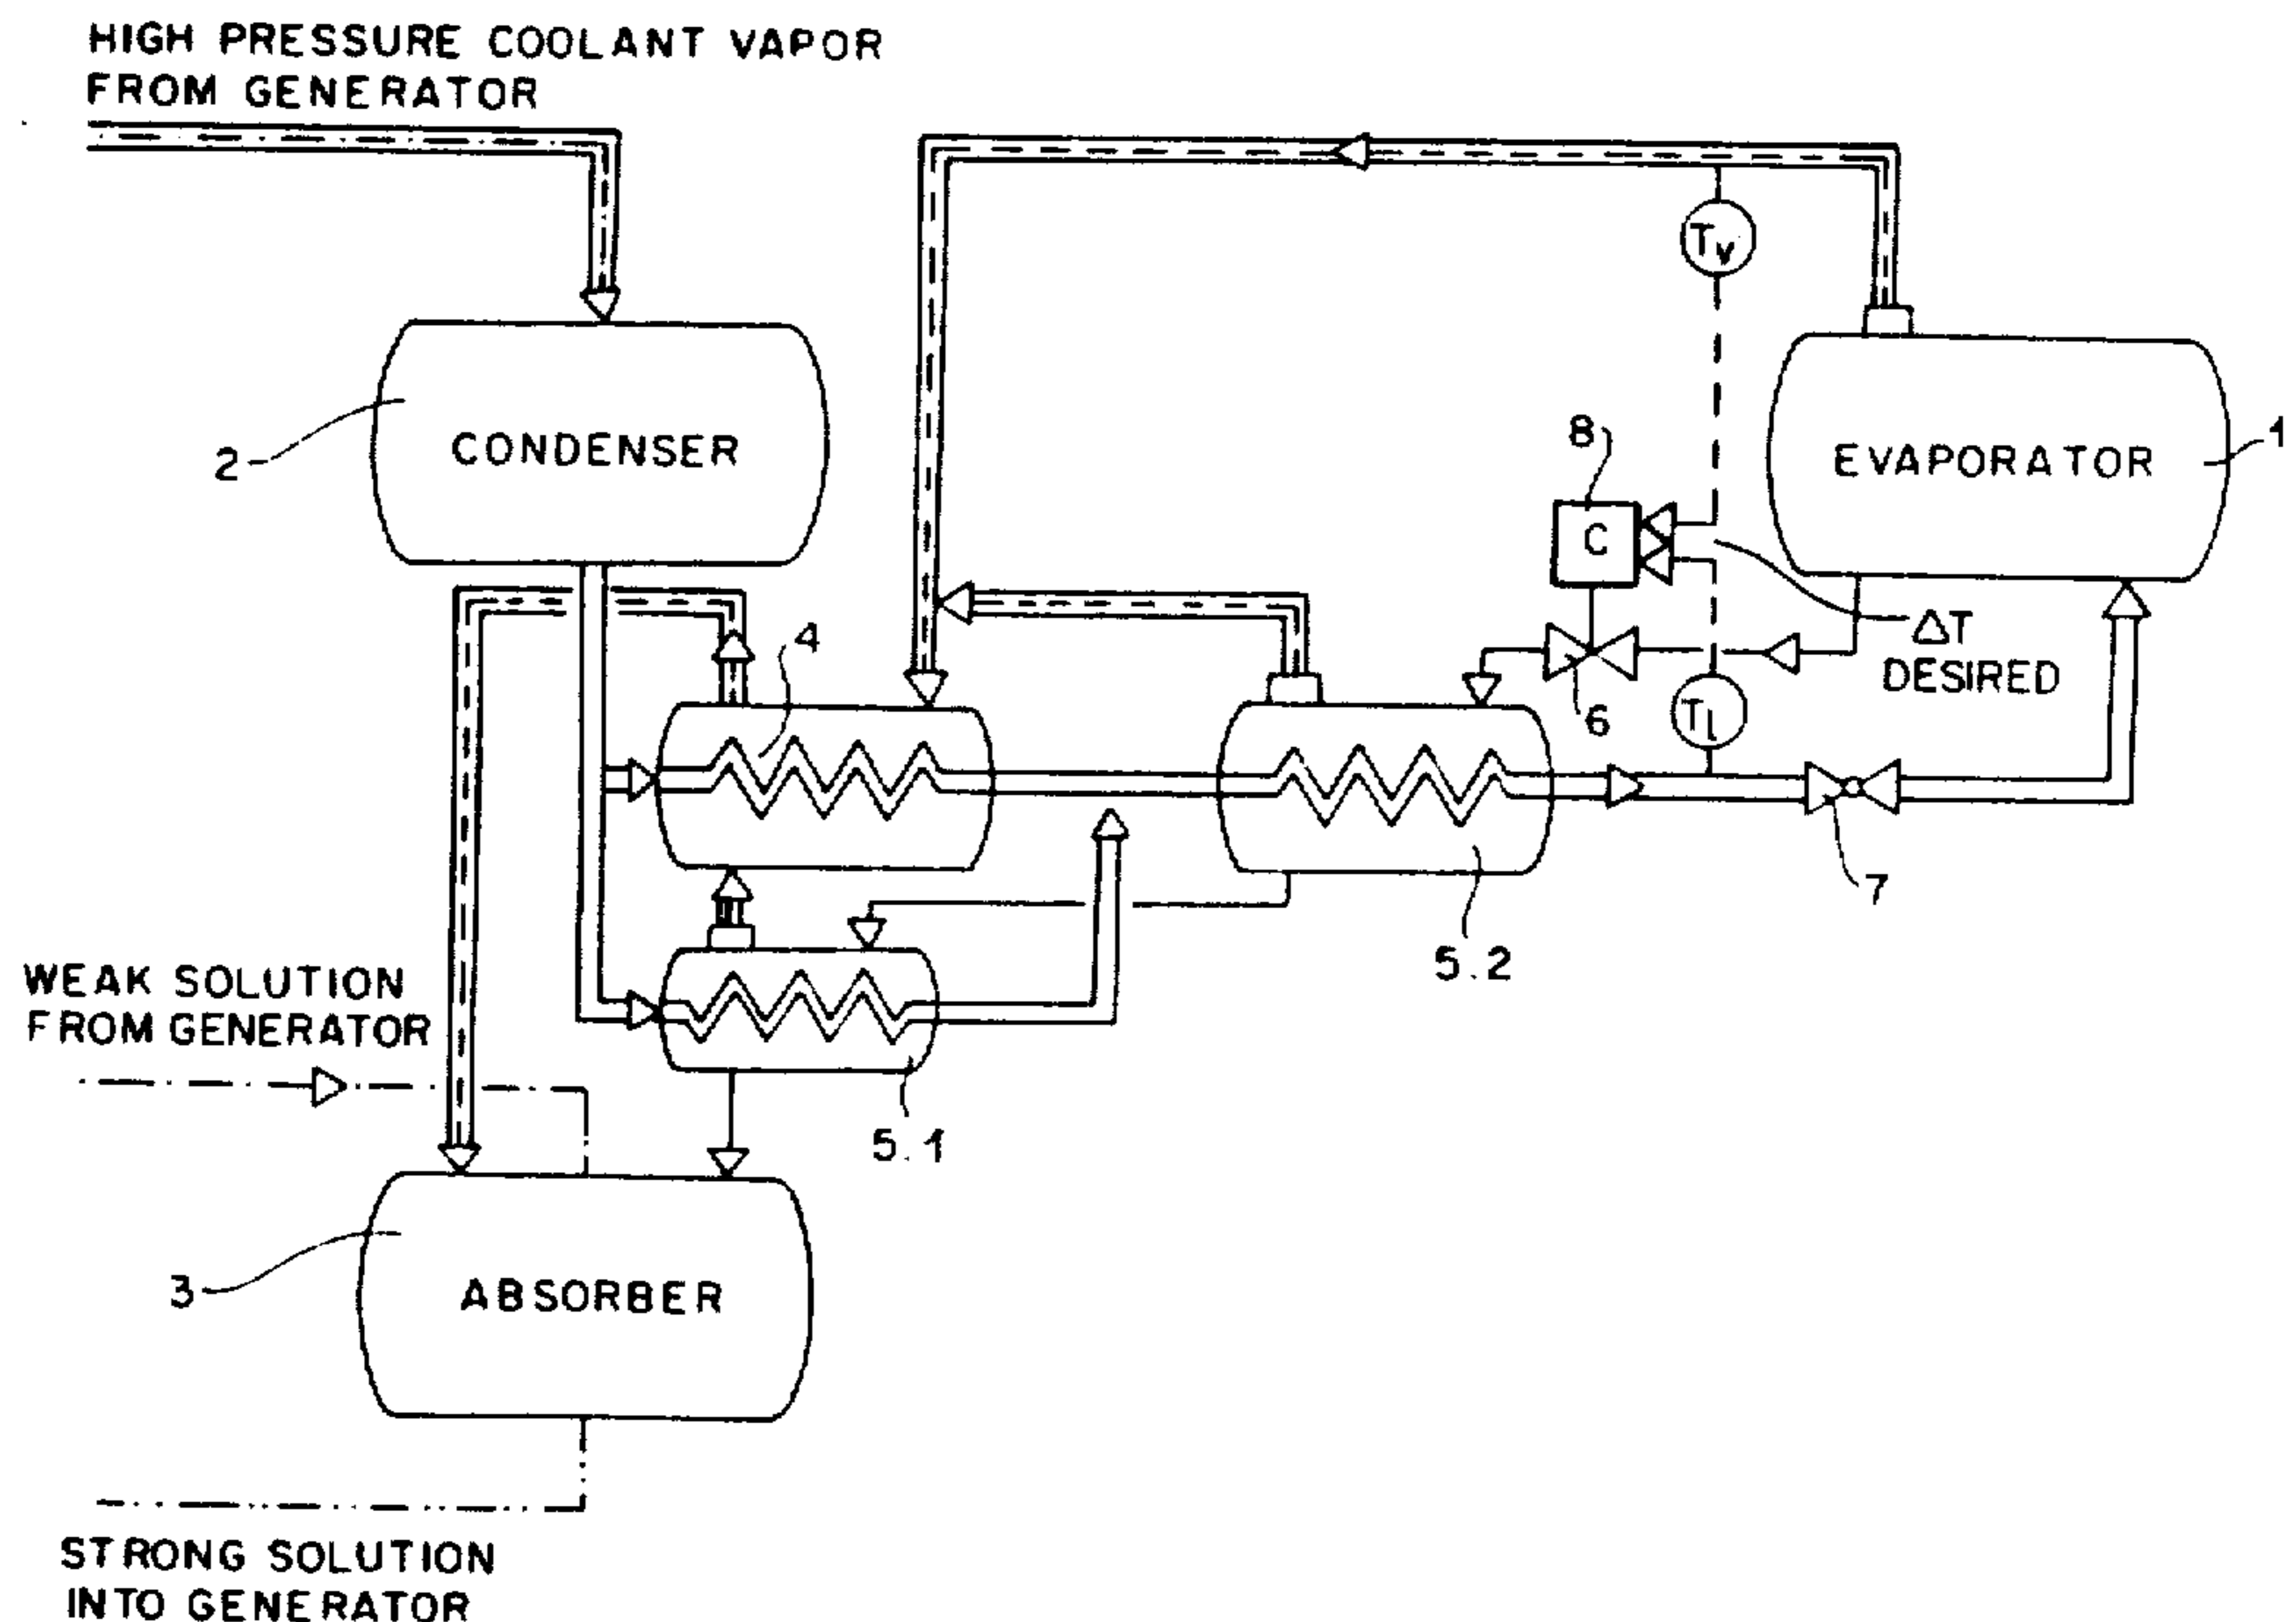 HIGH PRESSURE COOLANT VAPOR
FROM GENERATOR
Tv
8
1
2
CONDENSER
C
EVAPORATOR
4
ΔT
DESIRED
6
Tl
7
5.2
WEAK SOLUTION
FROM GENERATOR
5.1
3
ABSORBER
STRONG SOLUTION
INTO GENERATOR